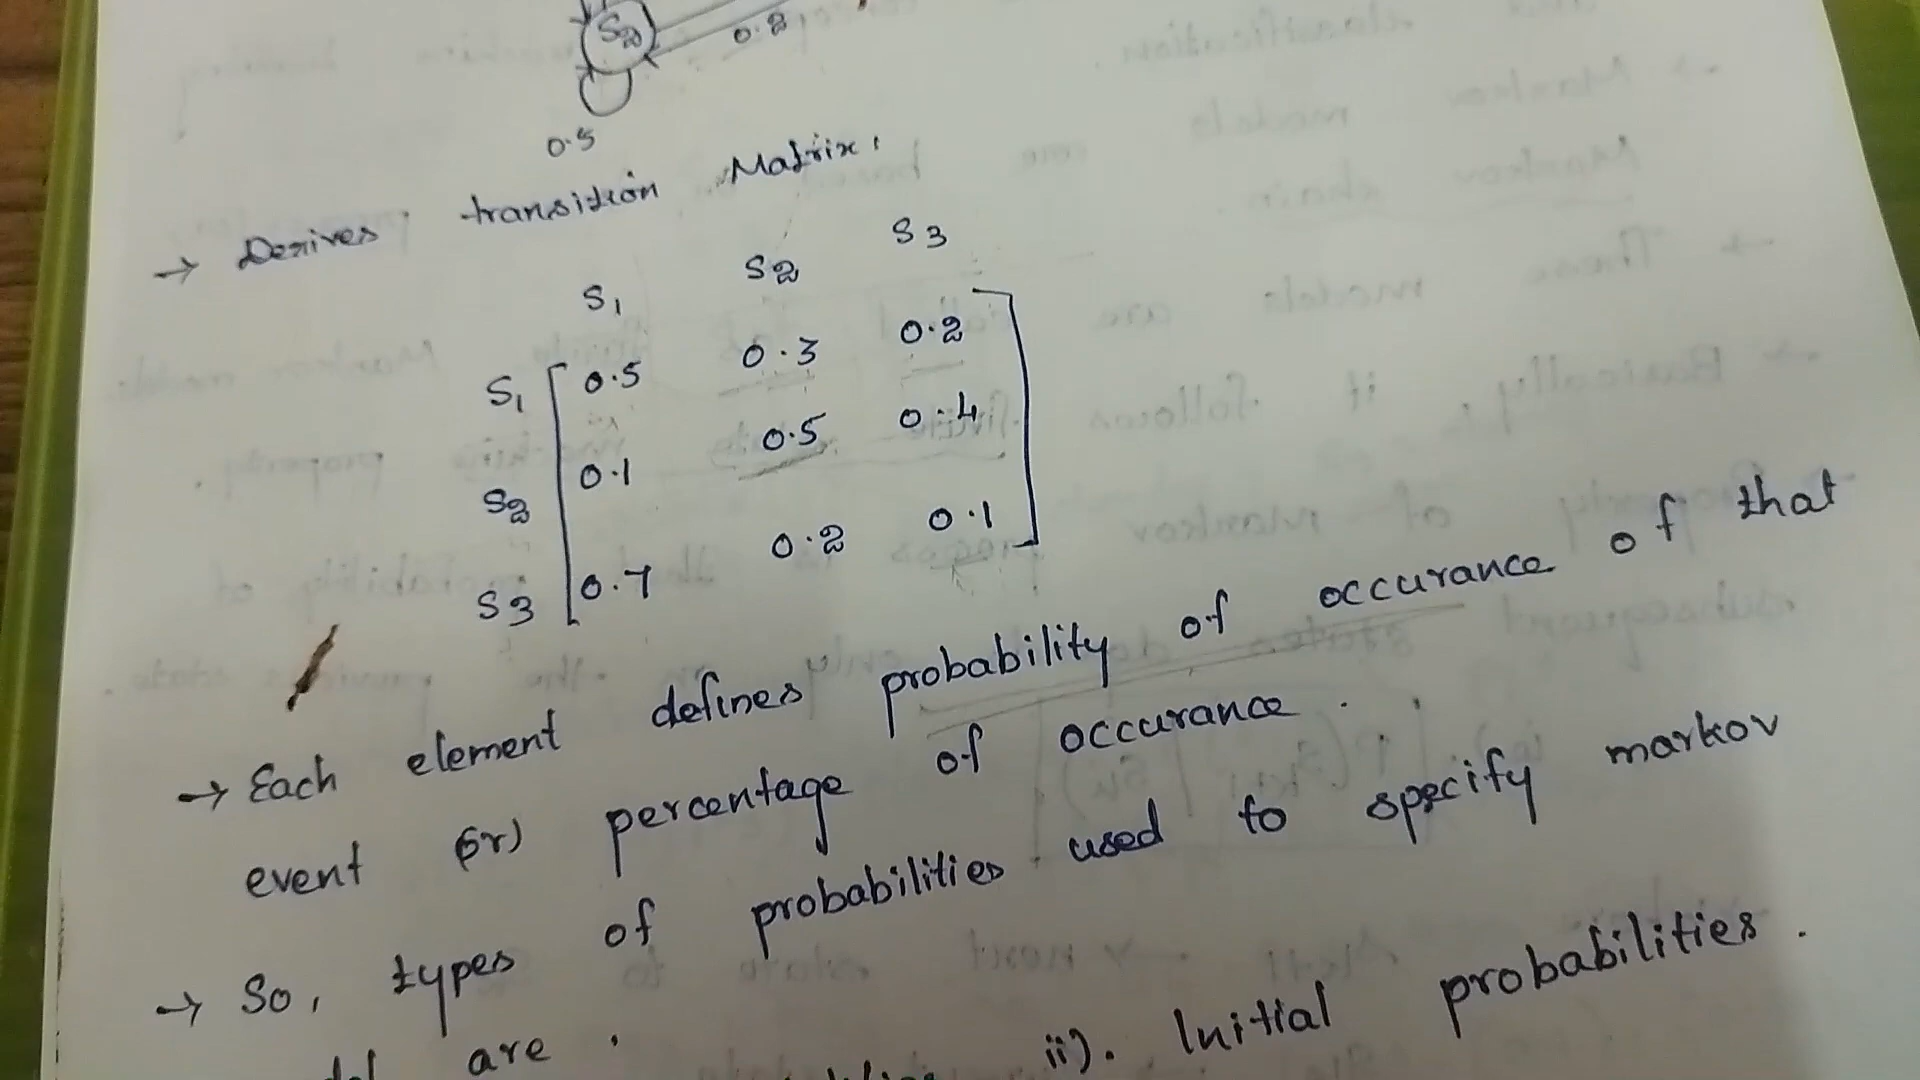 S2
0.2
0.5
→ Derives transition Matrix.
S1 S2 S3
S1 0.5 0.3 0.2
S2 0.1 0.5 0.4
S3 0.7 0.2 0.1
→ Each element defines probability of occurance of that
event (or) percentage of occurance.
→ So, types of probabilities used to specify markov
are. ii). Initial probabilities.